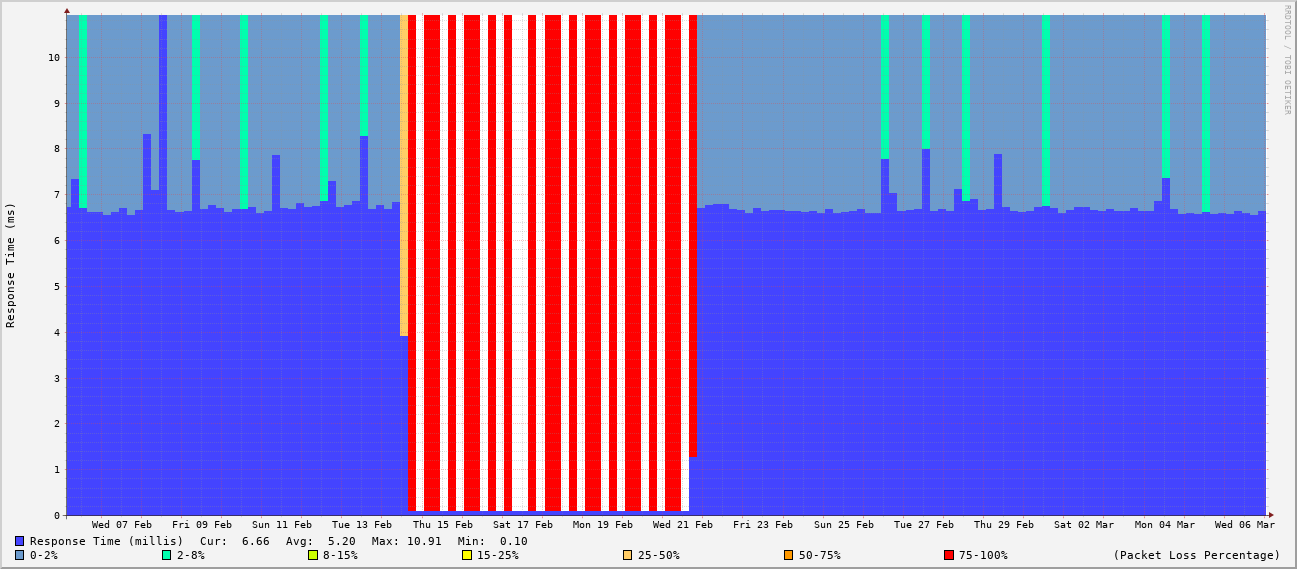 RRDTOOL / TOBI OETIKER
Response Time (ms)
10
9
8
7
6
5
4
3
2
1
0
Wed 07 Feb Fri 09 Feb Sun 11 Feb Tue 13 Feb Thu 15 Feb Sat 17 Feb Mon 19 Feb Wed 21 Feb Fri 23 Feb Sun 25 Feb Tue 27 Feb Thu 29 Feb Sat 02 Mar Mon 04 Mar Wed 06 Mar
Response Time (millis) Cur: 6.66 Avg: 5.20 Max: 10.91 Min: 0.10
0-2% 2-8% 8-15% 15-25% 25-50% 50-75% 75-100% (Packet Loss Percentage)